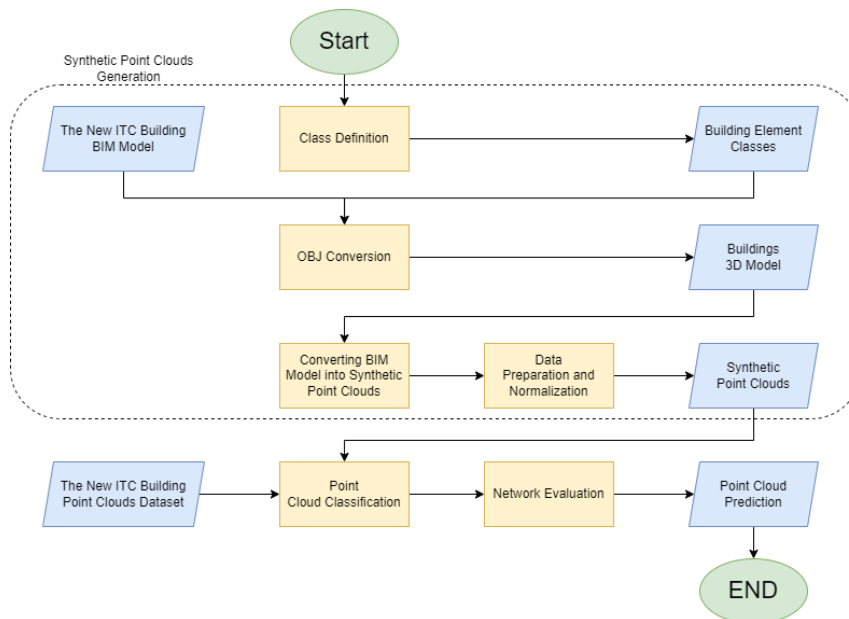 Start
Synthetic Point Clouds
Generation
The New ITC Building
BIM Model
Class Definition
Building Element
Classes
OBJ Conversion
Buildings
3D Model
Converting BIM
Model into Synthetic
Point Clouds
Data
Preparation and
Normalization
Synthetic
Point Clouds
The New ITC Building
Point Clouds Dataset
Point
Cloud Classification
Network Evaluation
Point Cloud
Prediction
END